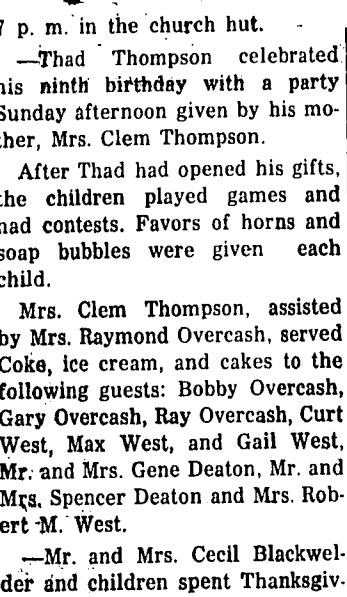 7 p. m. in the church hut.
—Thad Thompson celebrated
his ninth birthday with a party
Sunday afternoon given by his mo-
ther, Mrs. Clem Thompson.
After Thad had opened his gifts,
the children played games and
had contests. Favors of horns and
soap bubbles were given each
child.
Mrs. Clem Thompson, assisted
by Mrs. Raymond Overcash, served
Coke, ice cream, and cakes to the
following guests: Bobby Overcash,
Gary Overcash, Ray Overcash, Curt
West, Max West, and Gail West,
Mr. and Mrs. Gene Deaton, Mr. and
Mrs. Spencer Deaton and Mrs. Rob-
ert M. West.
—Mr. and Mrs. Cecil Blackwel-
der and children spent Thanksgiv-